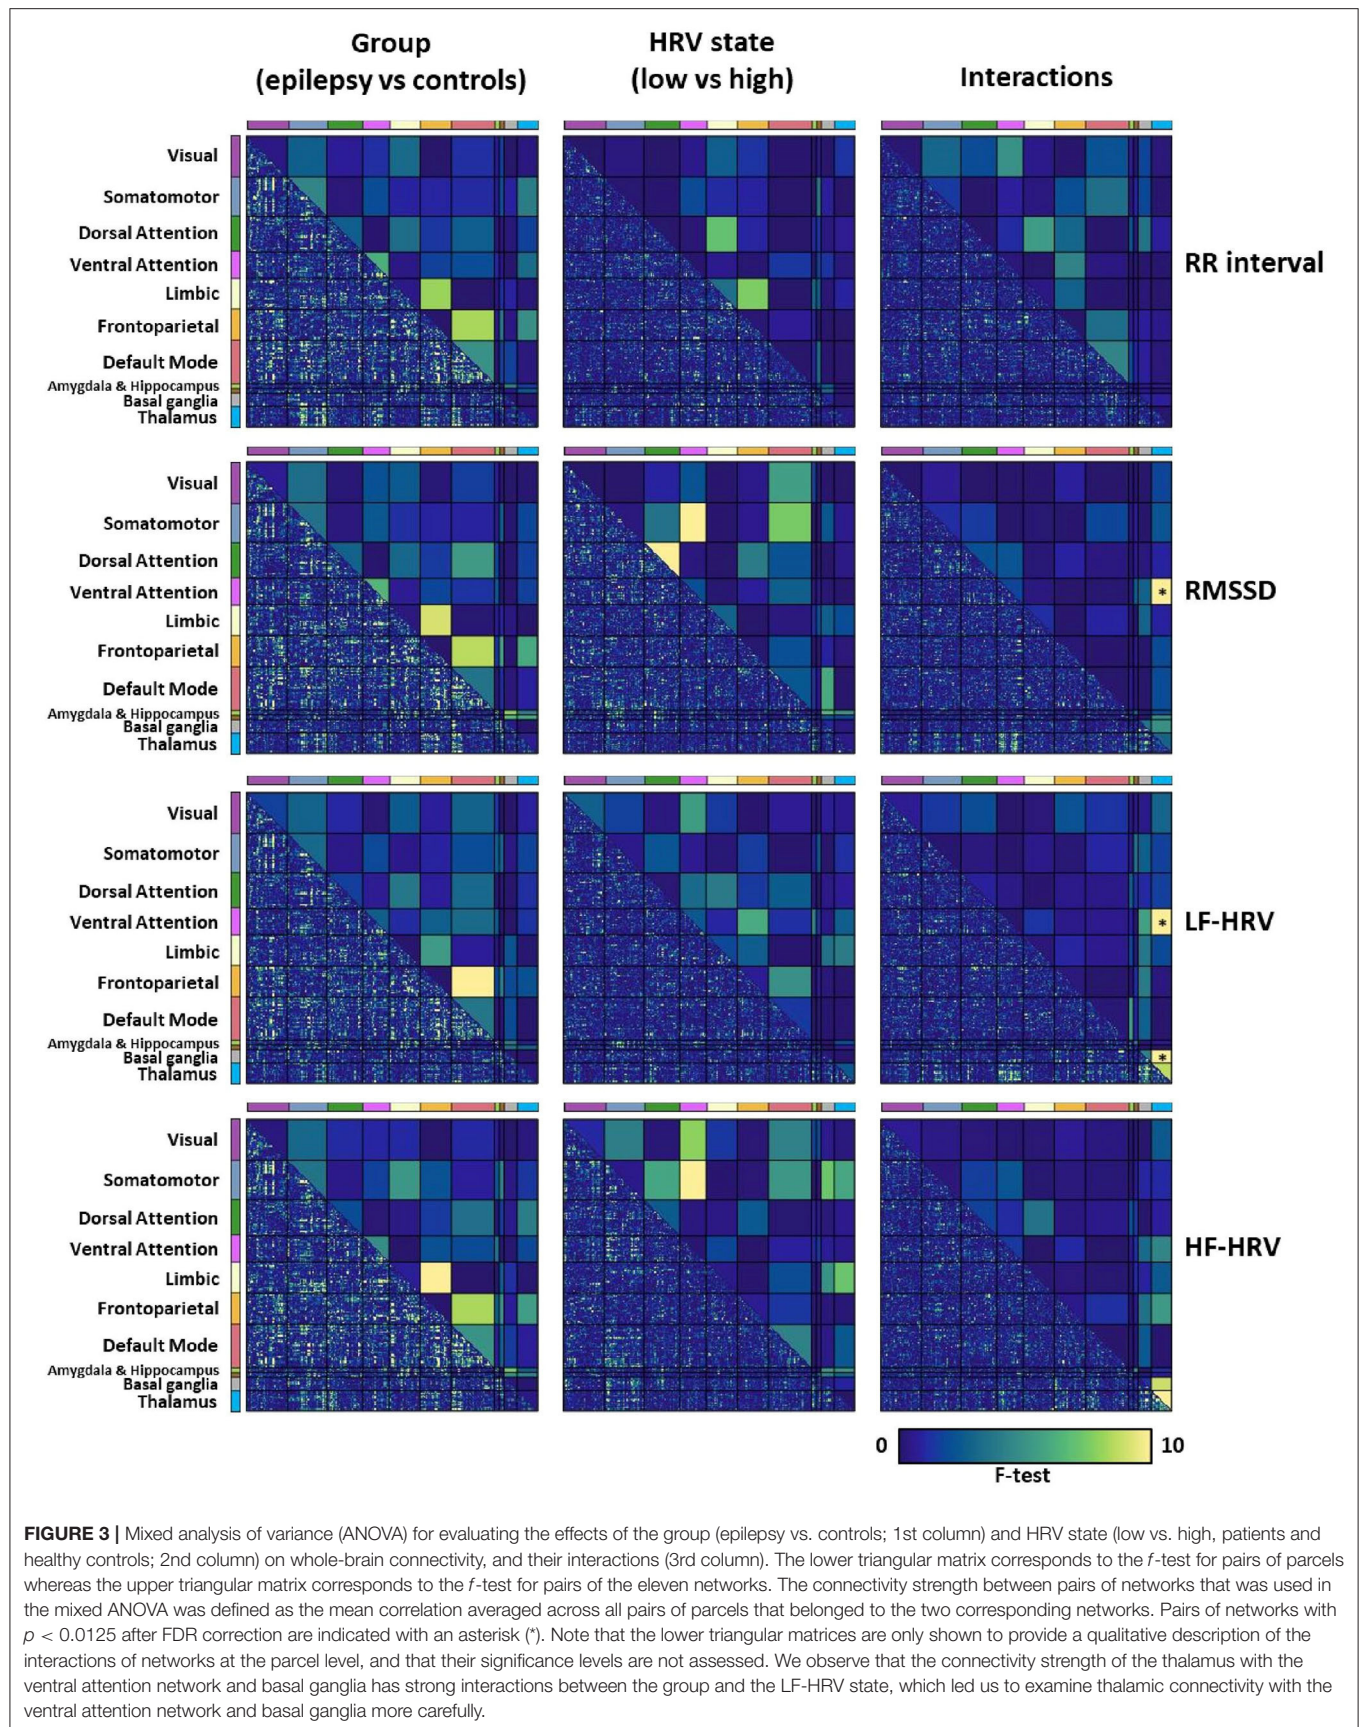 Group
(epilepsy vs controls)
HRV state
(low vs high)
Interactions
Visual
Somatomotor
Dorsal Attention
Ventral Attention
Limbic
Frontoparietal
Default Mode
Amygdala & Hippocampus
Basal ganglia
Thalamus
RR interval
Visual
Somatomotor
Dorsal Attention
Ventral Attention
Limbic
Frontoparietal
Default Mode
Amygdala & Hippocampus
Basal ganglia
Thalamus
*
RMSSD
Visual
Somatomotor
Dorsal Attention
Ventral Attention
Limbic
Frontoparietal
Default Mode
Amygdala & Hippocampus
Basal ganglia
Thalamus
*
*
LF-HRV
Visual
Somatomotor
Dorsal Attention
Ventral Attention
Limbic
Frontoparietal
Default Mode
Amygdala & Hippocampus
Basal ganglia
Thalamus
HF-HRV
0 10
F-test
FIGURE 3 | Mixed analysis of variance (ANOVA) for evaluating the effects of the group (epilepsy vs. controls; 1st column) and HRV state (low vs. high, patients and
healthy controls; 2nd column) on whole-brain connectivity, and their interactions (3rd column). The lower triangular matrix corresponds to the f-test for pairs of parcels
whereas the upper triangular matrix corresponds to the f-test for pairs of the eleven networks. The connectivity strength between pairs of networks that was used in
the mixed ANOVA was defined as the mean correlation averaged across all pairs of parcels that belonged to the two corresponding networks. Pairs of networks with
p < 0.0125 after FDR correction are indicated with an asterisk (*). Note that the lower triangular matrices are only shown to provide a qualitative description of the
interactions of networks at the parcel level, and that their significance levels are not assessed. We observe that the connectivity strength of the thalamus with the
ventral attention network and basal ganglia has strong interactions between the group and the LF-HRV state, which led us to examine thalamic connectivity with the
ventral attention network and basal ganglia more carefully.